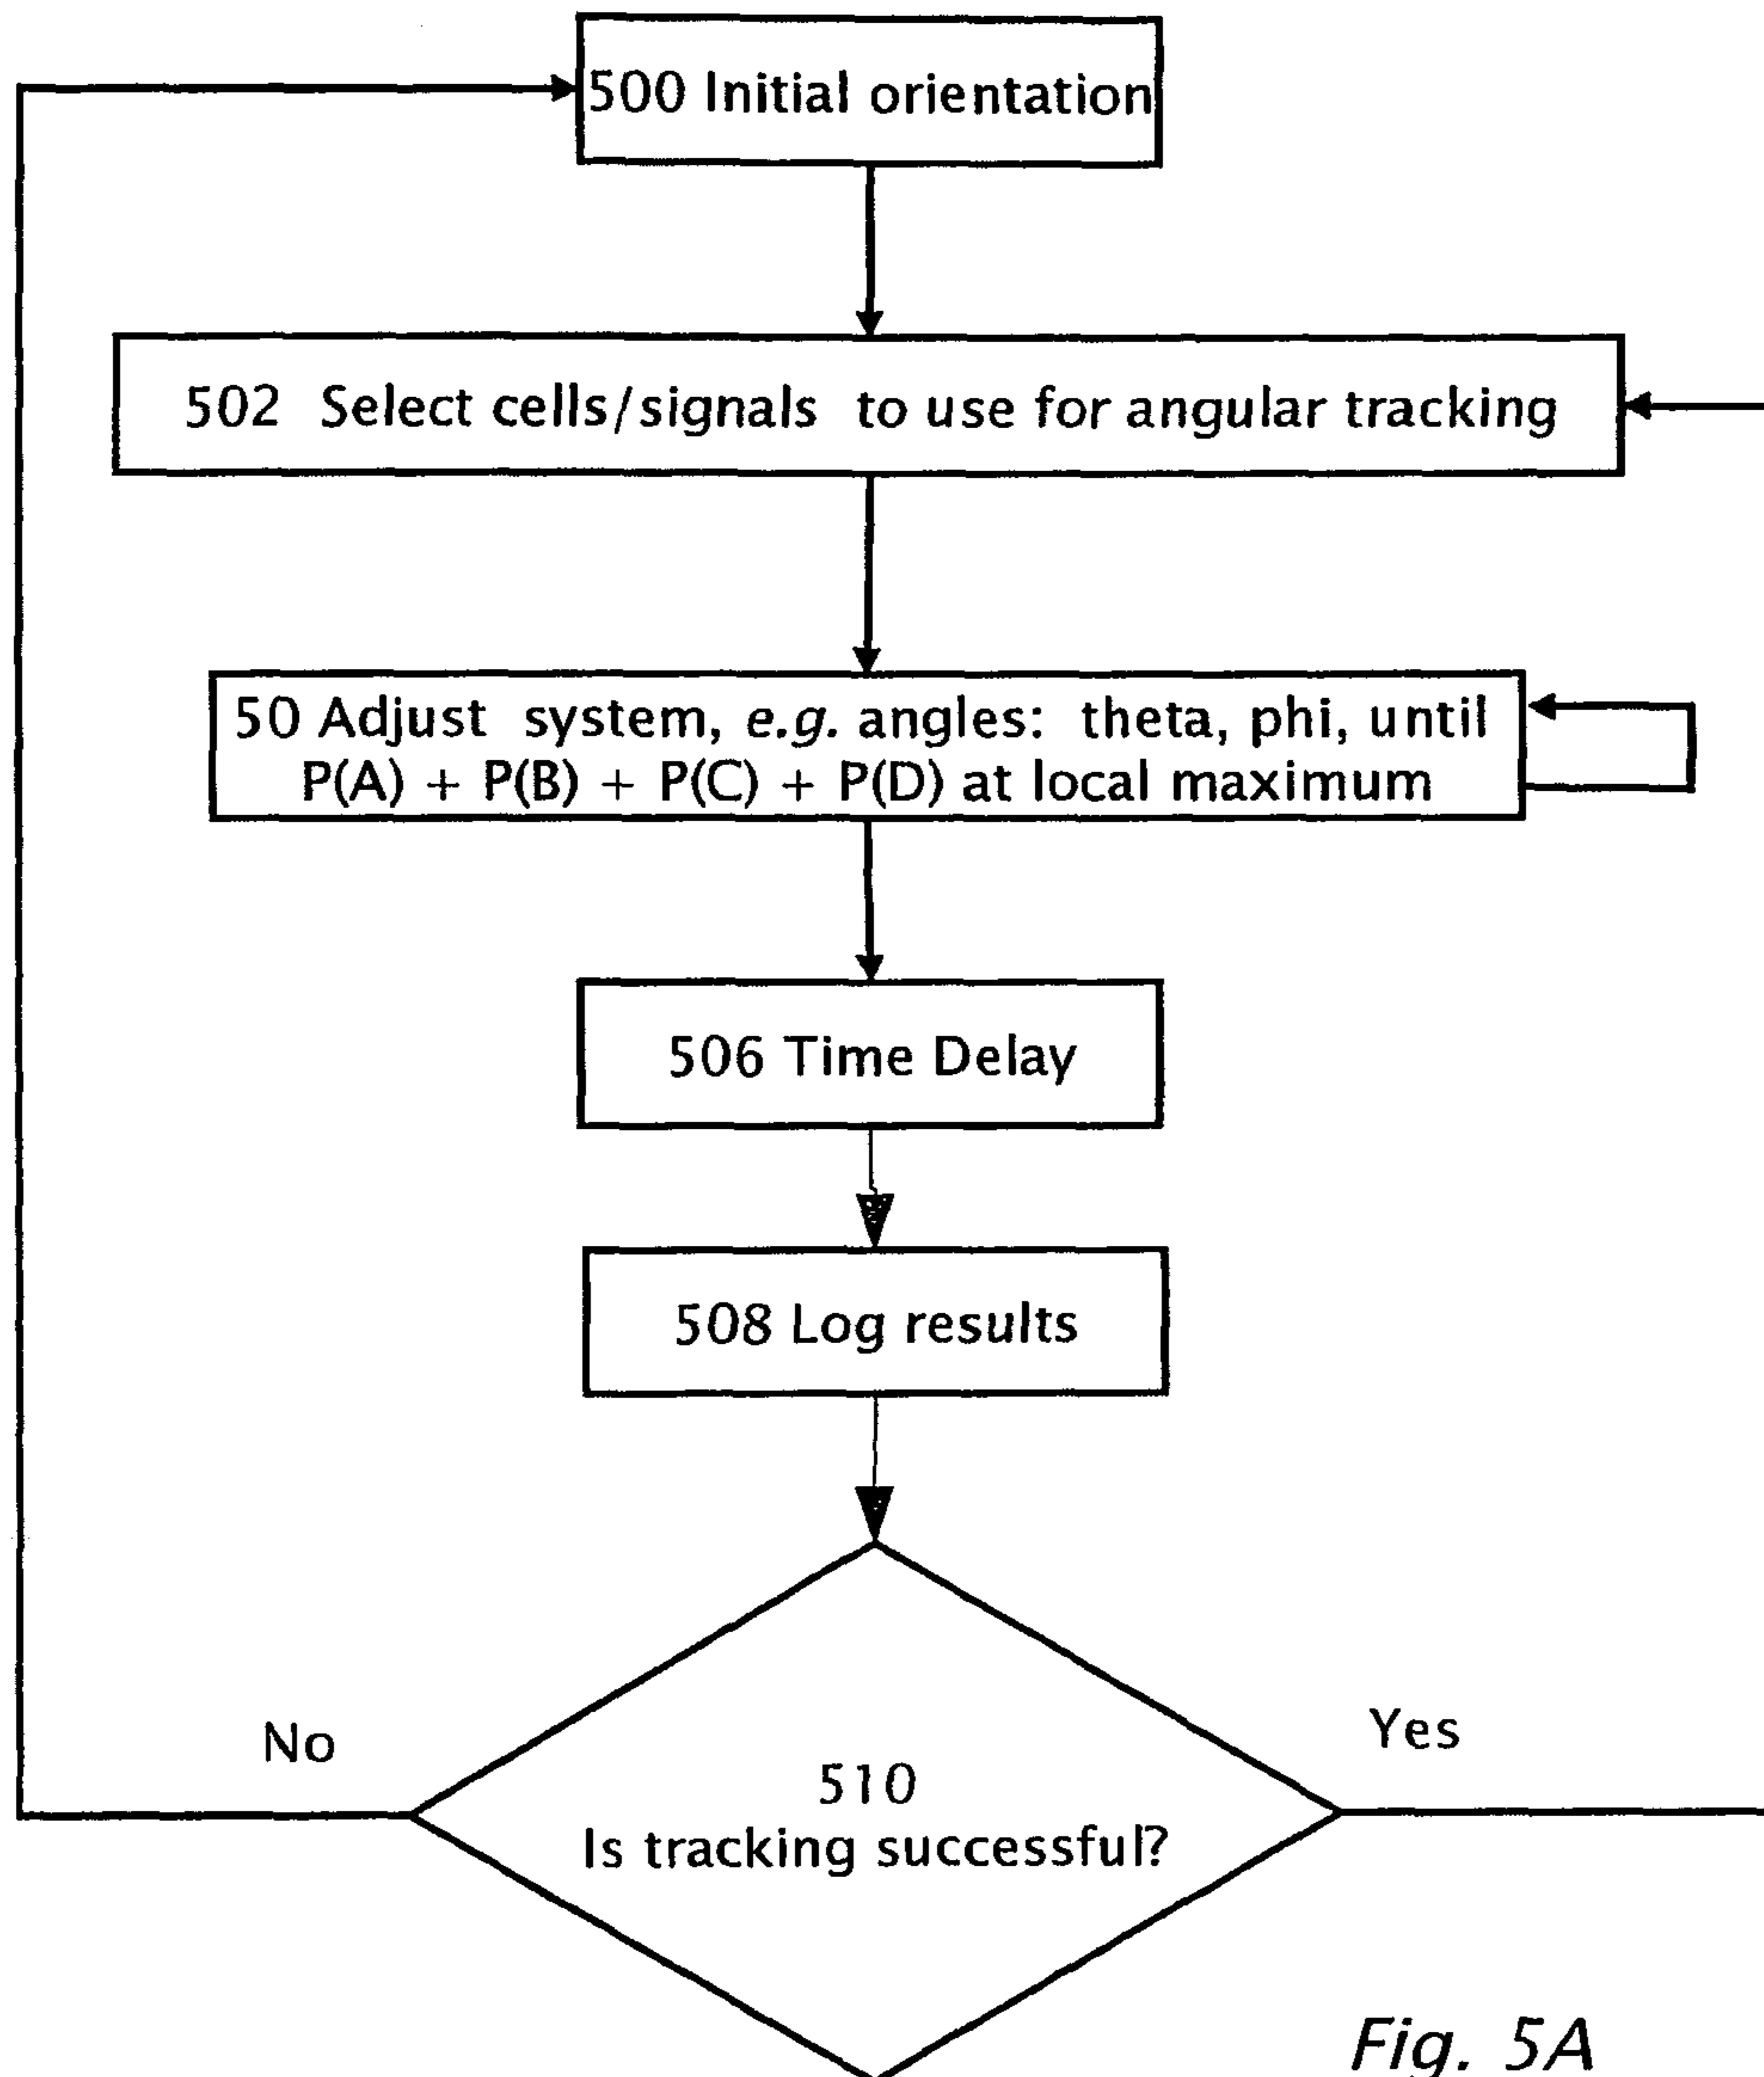 500 Initial orientation
502 Select cells/signals to use for angular tracking
50 Adjust system, e.g. angles: theta, phi, until
P(A) + P(B) + P(C) + P(D) at local maximum
506 Time Delay
508 Log results
No
Yes
510
Is tracking successful?
Fig. 5A